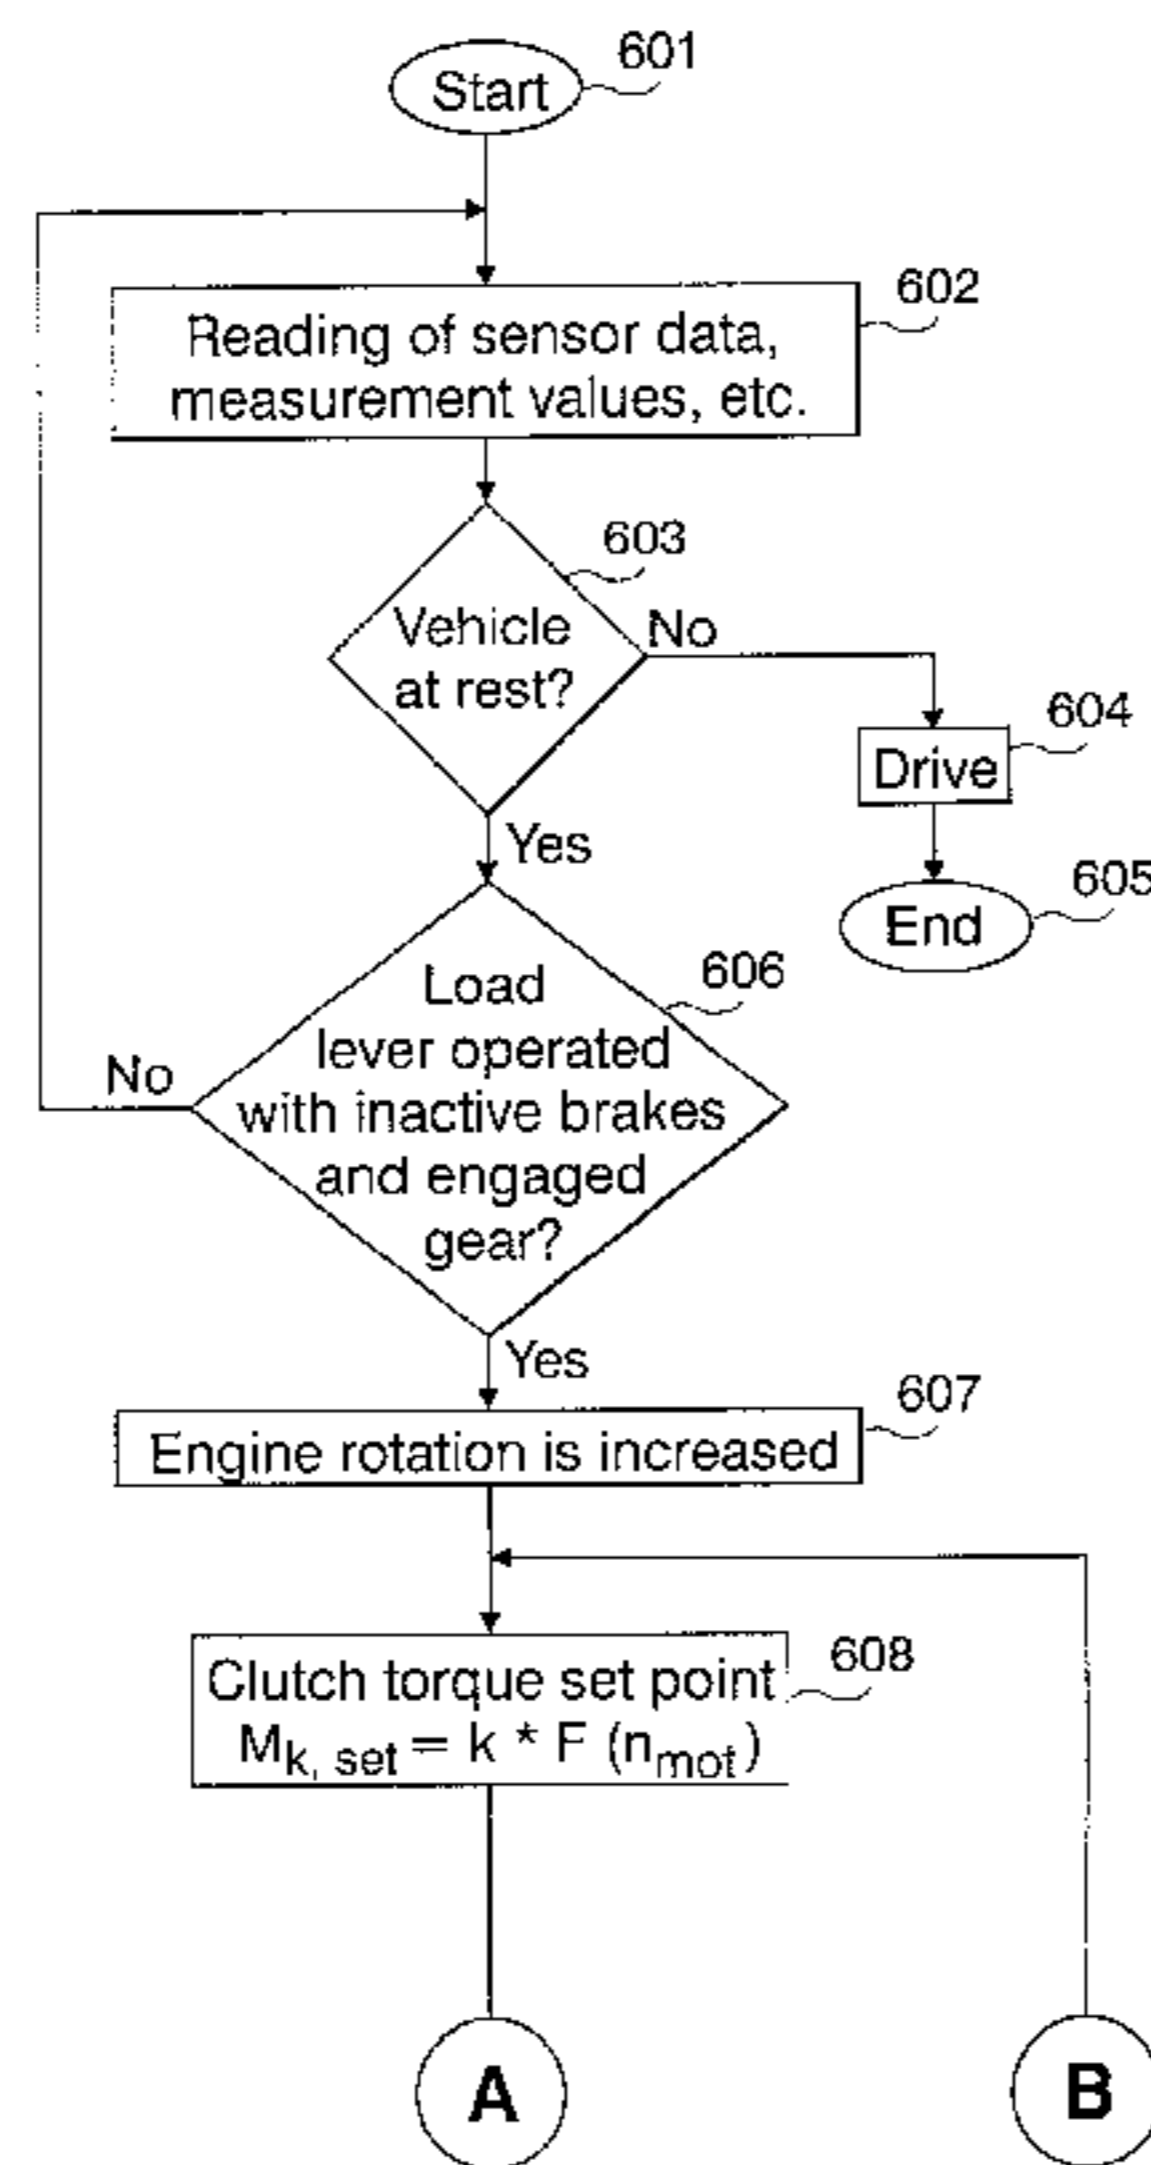 Start
601
Reading of sensor data,
measurement values, etc.
602
603
Vehicle
at rest?
No
Yes
604
Drive
605
End
606
Load
lever operated
with inactive brakes
and engaged
gear?
No
Yes
607
Engine rotation is increased
608
Clutch torque set point
Mk, set = k * F (nmot)
A
B